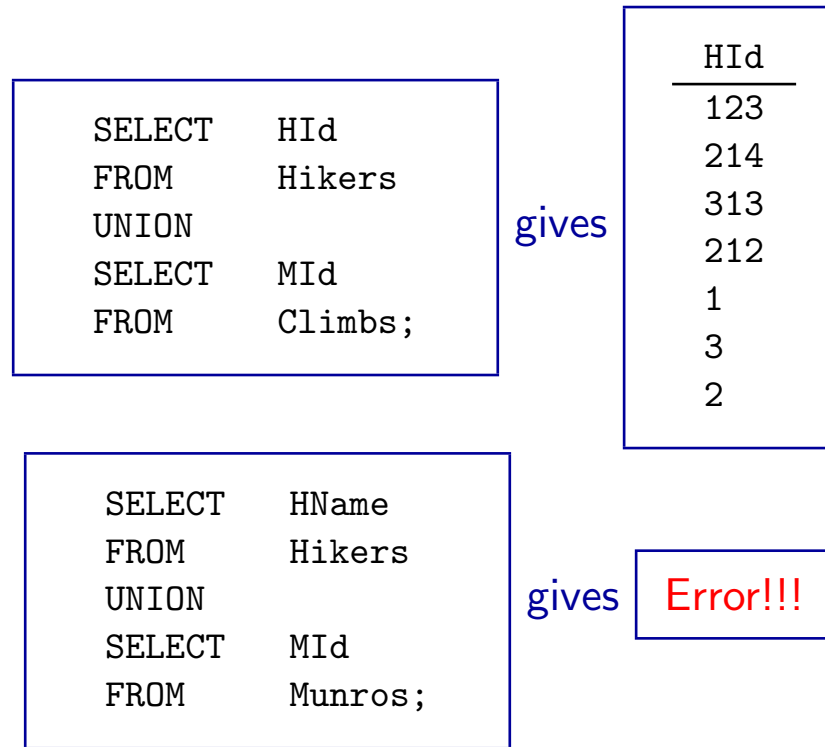 SELECT HId
FROM Hikers
UNION
SELECT MId
FROM Climbs;
gives
HId
123
214
313
212
1
3
2
SELECT HName
FROM Hikers
UNION
SELECT MId
FROM Munros;
gives
Error!!!